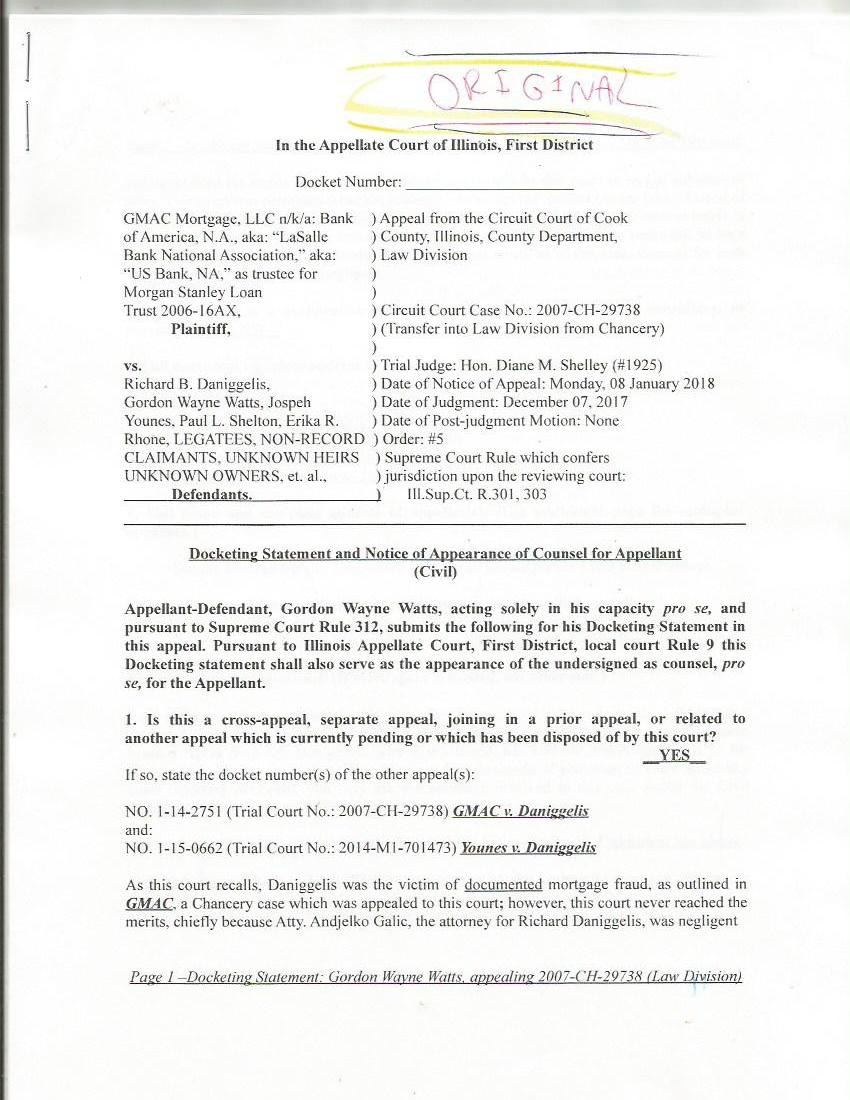 ORIGINAL
In the Appellate Court of Illinois, First District
Docket Number: ____________________
GMAC Mortgage, LLC n/k/a: Bank ) Appeal from the Circuit Court of Cook
of America, N.A., aka: “LaSalle ) County, Illinois, County Department,
Bank National Association,” aka: ) Law Division
“US Bank, NA,” as trustee for )
Morgan Stanley Loan )
Trust 2006-16AX, ) Circuit Court Case No.: 2007-CH-29738
Plaintiff, ) (Transfer into Law Division from Chancery)
)
vs. ) Trial Judge: Hon. Diane M. Shelley (#1925)
Richard B. Daniggelis, ) Date of Notice of Appeal: Monday, 08 January 2018
Gordon Wayne Watts, Jospeh ) Date of Judgment: December 07, 2017
Younes, Paul L. Shelton, Erika R. ) Date of Post-judgment Motion: None
Rhone, LEGATEES, NON-RECORD ) Order: #5
CLAIMANTS, UNKNOWN HEIRS ) Supreme Court Rule which confers
UNKNOWN OWNERS, et. al., ) jurisdiction upon the reviewing court:
Defendants. ) Ill.Sup.Ct. R.301, 303
Docketing Statement and Notice of Appearance of Counsel for Appellant
(Civil)
Appellant-Defendant, Gordon Wayne Watts, acting solely in his capacity pro se, and
pursuant to Supreme Court Rule 312, submits the following for his Docketing Statement in
this appeal. Pursuant to Illinois Appellate Court, First District, local court Rule 9 this
Docketing statement shall also serve as the appearance of the undersigned as counsel, pro
se, for the Appellant.
1. Is this a cross-appeal, separate appeal, joining in a prior appeal, or related to
another appeal which is currently pending or which has been disposed of by this court?
__YES__
If so, state the docket number(s) of the other appeal(s):
NO. 1-14-2751 (Trial Court No.: 2007-CH-29738) GMAC v. Daniggelis
and:
NO. 1-15-0662 (Trial Court No.: 2014-M1-701473) Younes v. Daniggelis
As this court recalls, Daniggelis was the victim of documented mortgage fraud, as outlined in
GMAC, a Chancery case which was appealed to this court; however, this court never reached the
merits, chiefly because Atty. Andjelko Galic, the attorney for Richard Daniggelis, was negligent
Page 1 –Docketing Statement: Gordon Wayne Watts, appealing 2007-CH-29738 (Law Division)